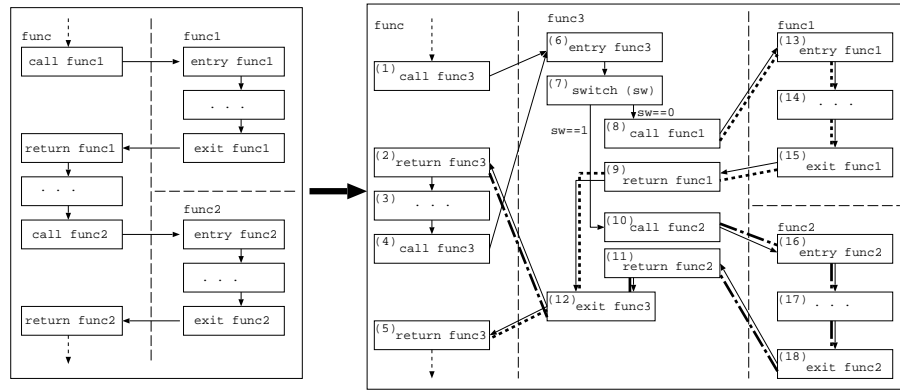 func
func1
call func1
entry func1
. . .
return func1
exit func1
. . .
func2
call func2
entry func2
. . .
return func2
exit func2
func
func3
func1
(1) call func3
(6) entry func3
(7) switch (sw)
sw==0
sw==1
(8) call func1
(13) entry func1
(14) . . .
(15) exit func1
(2) return func3
(9) return func1
(3) . . .
(4) call func3
(10) call func2
(11) return func2
(12) exit func3
(5) return func3
func2
(16) entry func2
(17) . . .
(18) exit func2